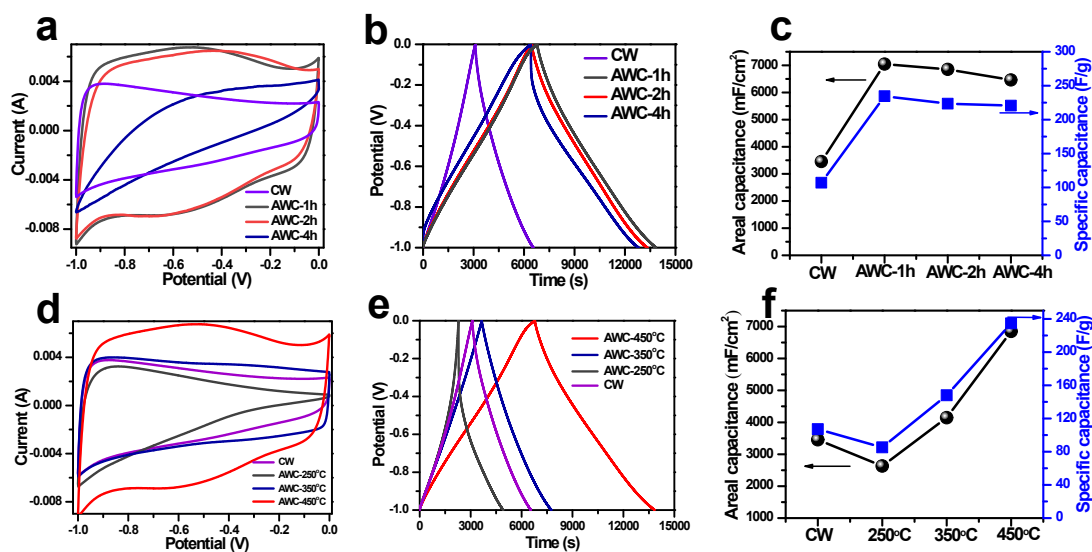 a
0.004
0.000
-0.004
-0.008
Current (A)
CW
AWC-1h
AWC-2h
AWC-4h
-1.0 -0.8 -0.6 -0.4 -0.2 0.0
Potential (V)
b
0.0
-0.2
-0.4
-0.6
-0.8
-1.0
Potential (V)
CW
AWC-1h
AWC-2h
AWC-4h
0 3000 6000 9000 12000 15000
Time (s)
c
7000
6000
5000
4000
3000
2000
1000
0
Areal capacitance (mF/cm²)
300
250
200
150
100
50
0
Specific capacitance (F/g)
CW AWC-1h AWC-2h AWC-4h
d
0.004
0.000
-0.004
-0.008
Current (A)
CW
AWC-250°C
AWC-350°C
AWC-450°C
-1.0 -0.8 -0.6 -0.4 -0.2 0.0
Potential (V)
e
0.0
-0.2
-0.4
-0.6
-0.8
-1.0
Potential (V)
AWC-450°C
AWC-350°C
AWC-250°C
CW
0 3000 6000 9000 12000 15000
Time (s)
f
7000
6000
5000
4000
3000
2000
1000
Areal capacitance (mF/cm²)
240
200
160
120
80
40
0
Specific capacitance (F/g)
CW 250°C 350°C 450°C